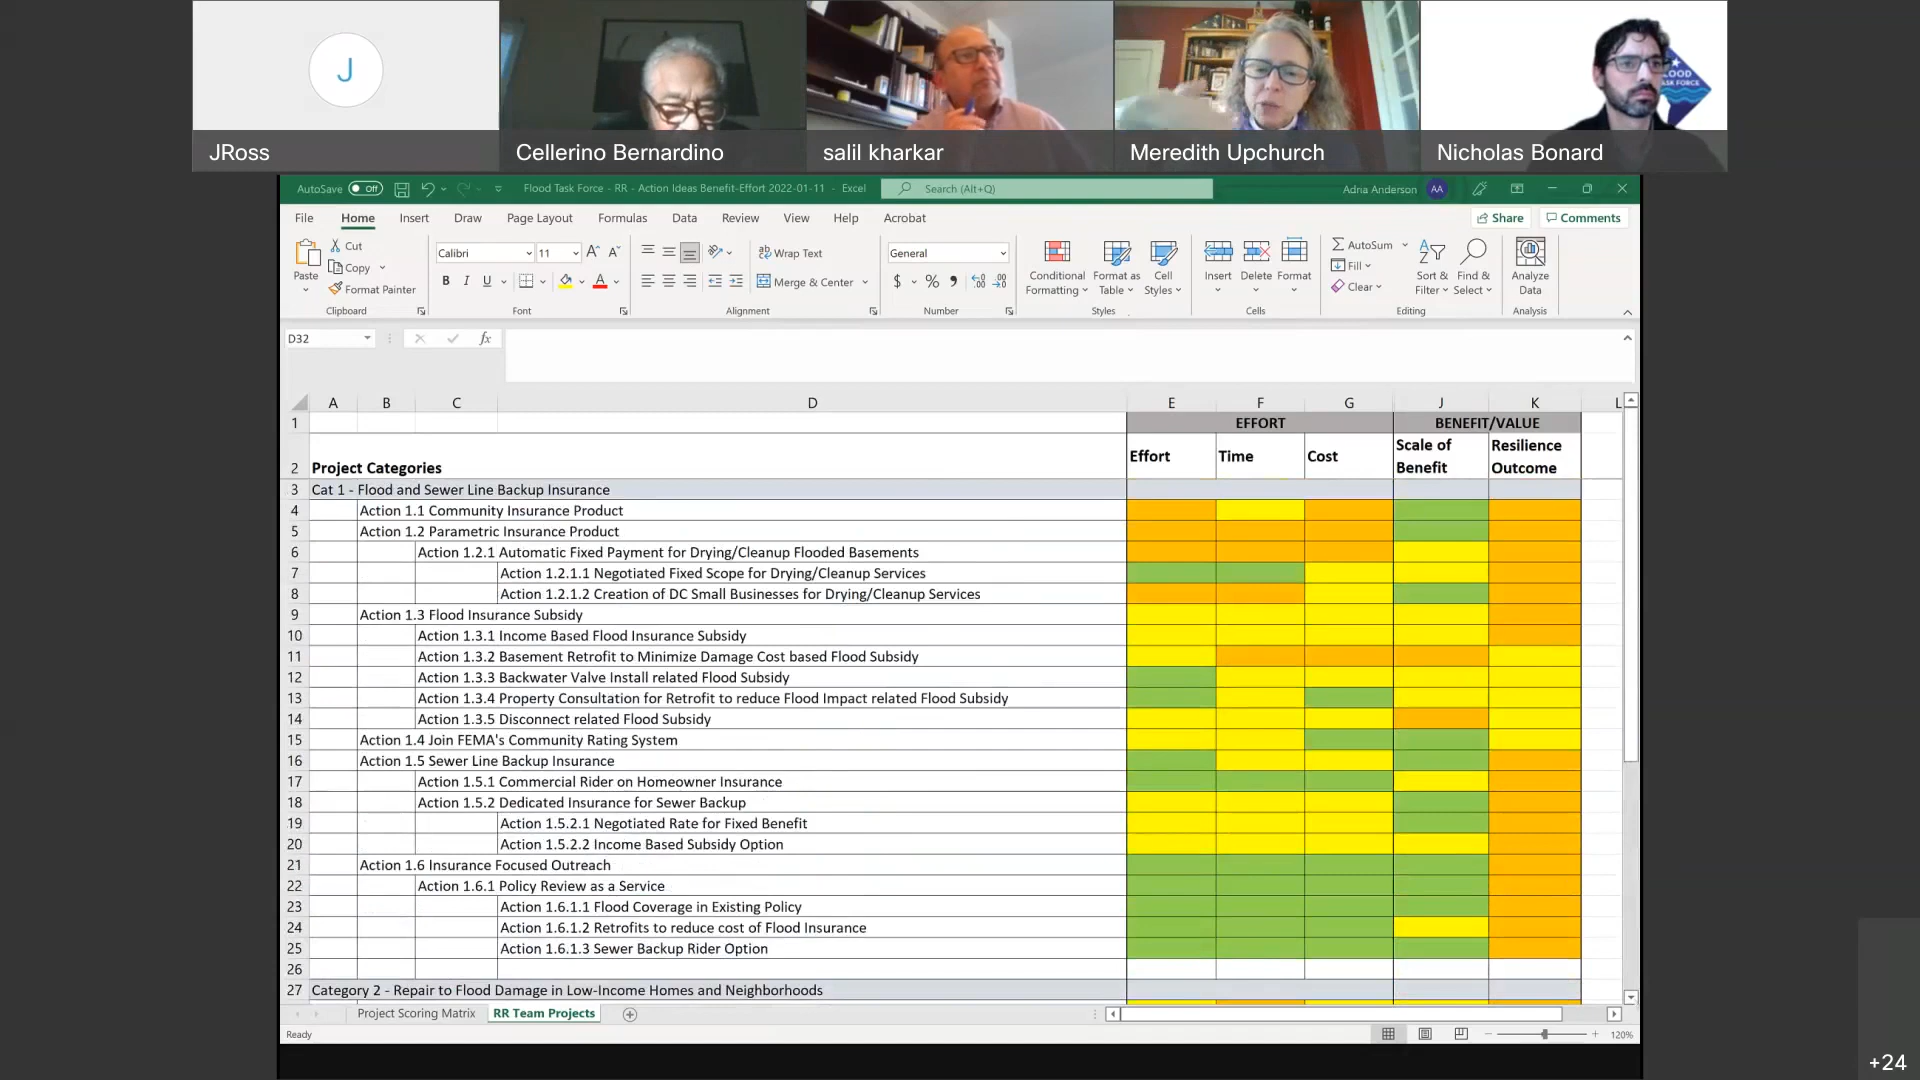 J
JRoss
Cellerino Bernardino
salil kharkar
Meredith Upchurch
Nicholas Bonard
AutoSave Off
Flood Task Force - RR - Action Ideas Benefit-Effort 2022-01-11 - Excel
Search (Alt+Q)
Adria Anderson AA
File Home Insert Draw Page Layout Formulas Data Review View Help Acrobat
Share Comments
Paste
Cut
Copy
Format Painter
Calibri 11
B I U
Wrap Text
Merge & Center
General
$ % ,
Conditional Formatting
Format as Table
Cell Styles
Insert Delete Format
AutoSum
Fill
Clear
Sort & Filter
Find & Select
Analyze Data
Clipboard Font Alignment Number Styles Cells Editing Analysis
D32
fx
A B C D E F G J K L
1 EFFORT BENEFIT/VALUE
2 Project Categories Effort Time Cost Scale of Benefit Resilience Outcome
3 Cat 1 - Flood and Sewer Line Backup Insurance
4 Action 1.1 Community Insurance Product
5 Action 1.2 Parametric Insurance Product
6 Action 1.2.1 Automatic Fixed Payment for Drying/Cleanup Flooded Basements
7 Action 1.2.1.1 Negotiated Fixed Scope for Drying/Cleanup Services
8 Action 1.2.1.2 Creation of DC Small Businesses for Drying/Cleanup Services
9 Action 1.3 Flood Insurance Subsidy
10 Action 1.3.1 Income Based Flood Insurance Subsidy
11 Action 1.3.2 Basement Retrofit to Minimize Damage Cost based Flood Subsidy
12 Action 1.3.3 Backwater Valve Install related Flood Subsidy
13 Action 1.3.4 Property Consultation for Retrofit to reduce Flood Impact related Flood Subsidy
14 Action 1.3.5 Disconnect related Flood Subsidy
15 Action 1.4 Join FEMA's Community Rating System
16 Action 1.5 Sewer Line Backup Insurance
17 Action 1.5.1 Commercial Rider on Homeowner Insurance
18 Action 1.5.2 Dedicated Insurance for Sewer Backup
19 Action 1.5.2.1 Negotiated Rate for Fixed Benefit
20 Action 1.5.2.2 Income Based Subsidy Option
21 Action 1.6 Insurance Focused Outreach
22 Action 1.6.1 Policy Review as a Service
23 Action 1.6.1.1 Flood Coverage in Existing Policy
24 Action 1.6.1.2 Retrofits to reduce cost of Flood Insurance
25 Action 1.6.1.3 Sewer Backup Rider Option
26
27 Category 2 - Repair to Flood Damage in Low-Income Homes and Neighborhoods
Project Scoring Matrix RR Team Projects
Ready
120%
+24